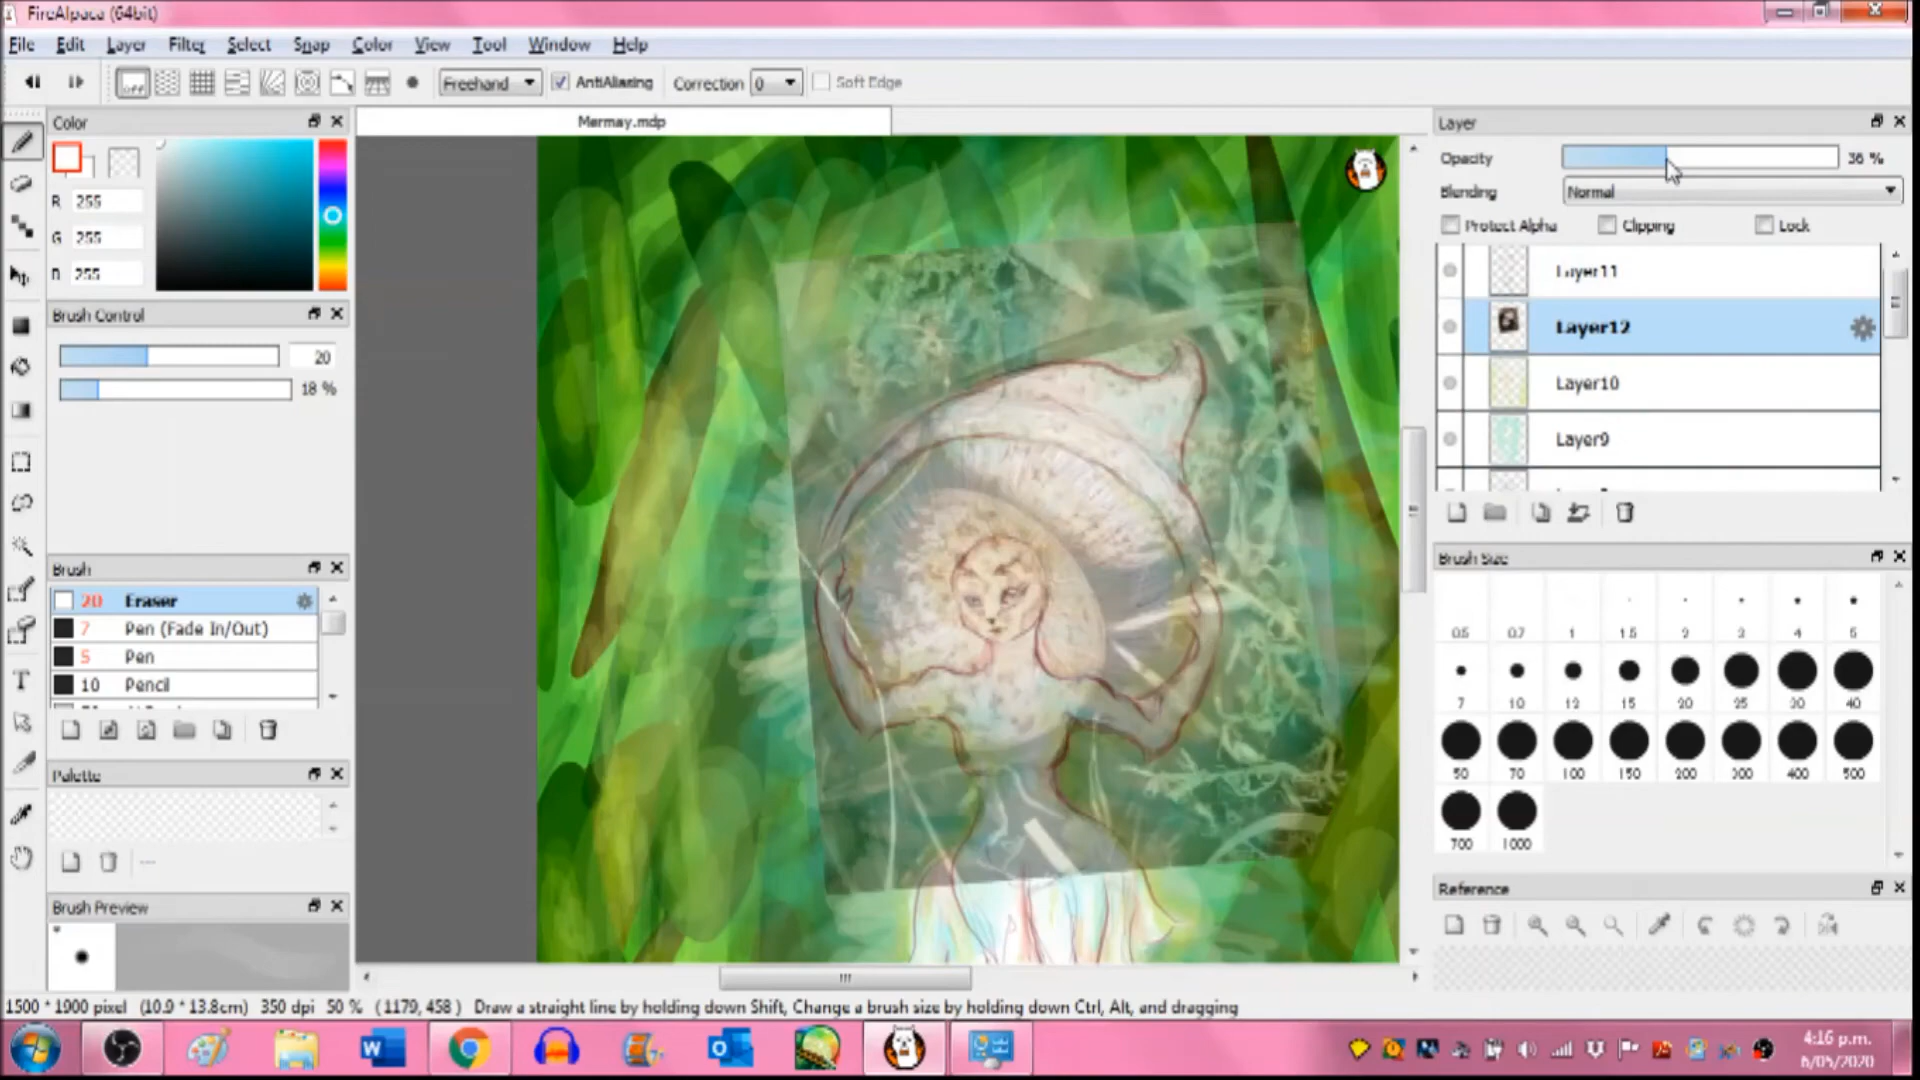 FireAlpaca (64bit)
File Edit Layer Filter Select Snap Color View Tool Window Help
off Freehand AntiAliasing Correction 0 Soft Edge
Color
Mermay.mdp
Layer
R 255
G 255
B 255
Opacity 36 %
Blending Normal
Protect Alpha Clipping Lock
Layer11
Layer12
Layer10
Layer9
Brush Control
20
18 %
Brush
20 Eraser
7 Pen (Fade In/Out)
5 Pen
10 Pencil
Palette
Brush Preview
Brush Size
0.5 0.7 1 1.5 2 3 4 5
7 10 12 15 20 25 30 40
50 70 100 150 200 300 400 500
700 1000
Reference
1500 * 1900 pixel (10.9 * 13.8cm) 350 dpi 50 % (1179, 458) Draw a straight line by holding down Shift, Change a brush size by holding down Ctrl, Alt, and dragging
4:16 p.m.
6/05/2020